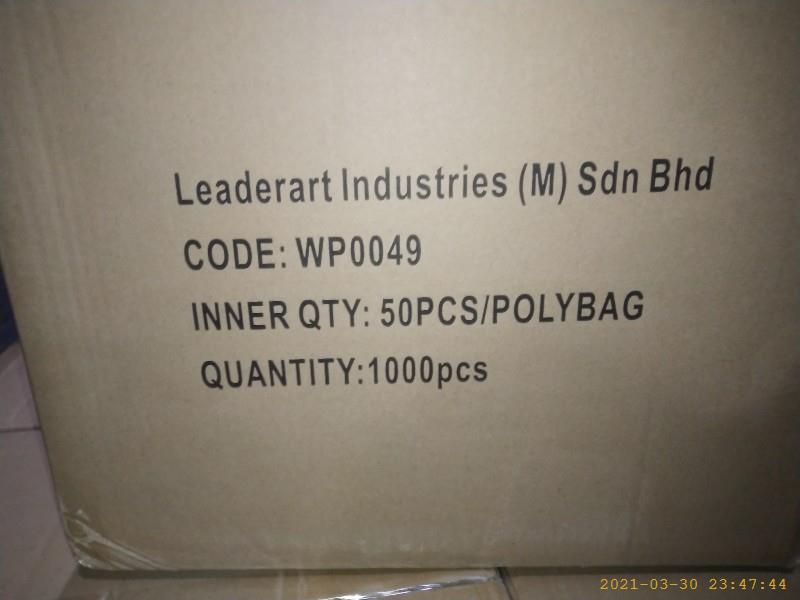 Leaderart Industries (M) Sdn Bhd
CODE: WP0049
INNER QTY: 50PCS/POLYBAG
QUANTITY:1000pcs
2021-03-30 23:47:44